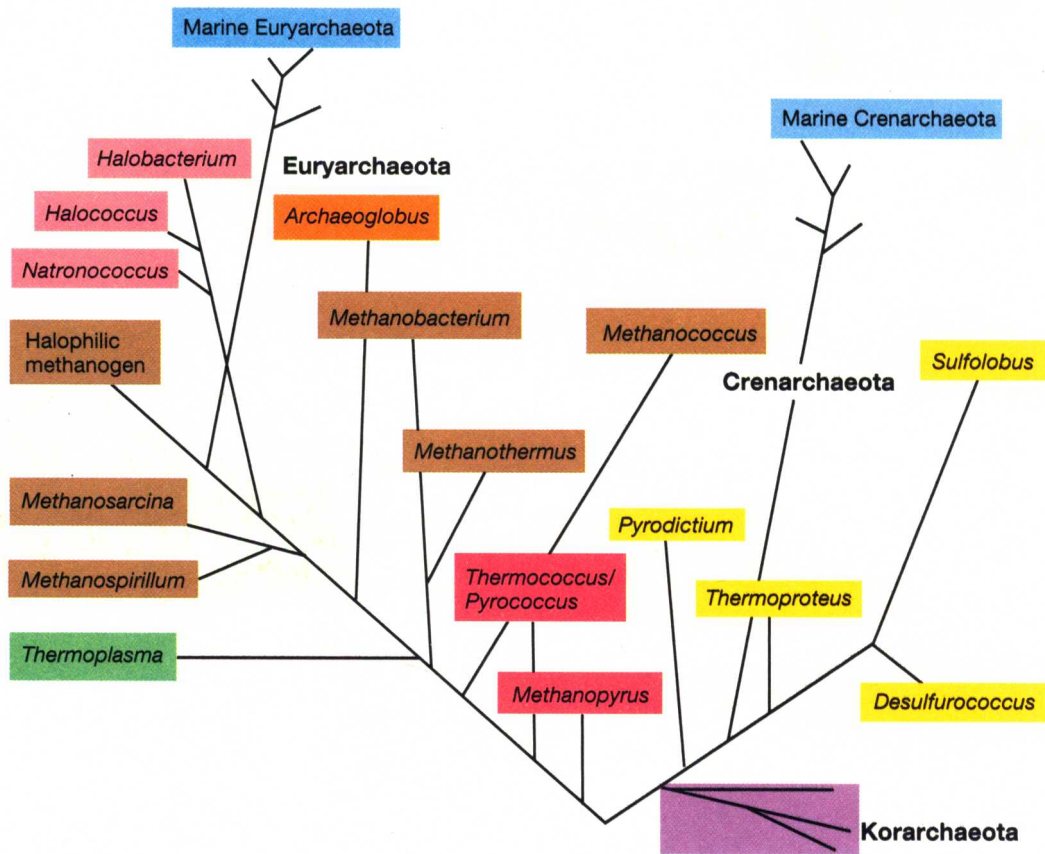 Marine Euryarchaeota
Marine Crenarchaeota
Halobacterium
Euryarchaeota
Halococcus
Archaeoglobus
Natronococcus
Methanobacterium
Methanococcus
Halophilic
methanogen
Sulfolobus
Crenarchaeota
Methanothermus
Methanosarcina
Pyrodictium
Methanospirillum
Thermococcus/
Pyrococcus
Thermoproteus
Thermoplasma
Methanopyrus
Desulfurococcus
Korarchaeota